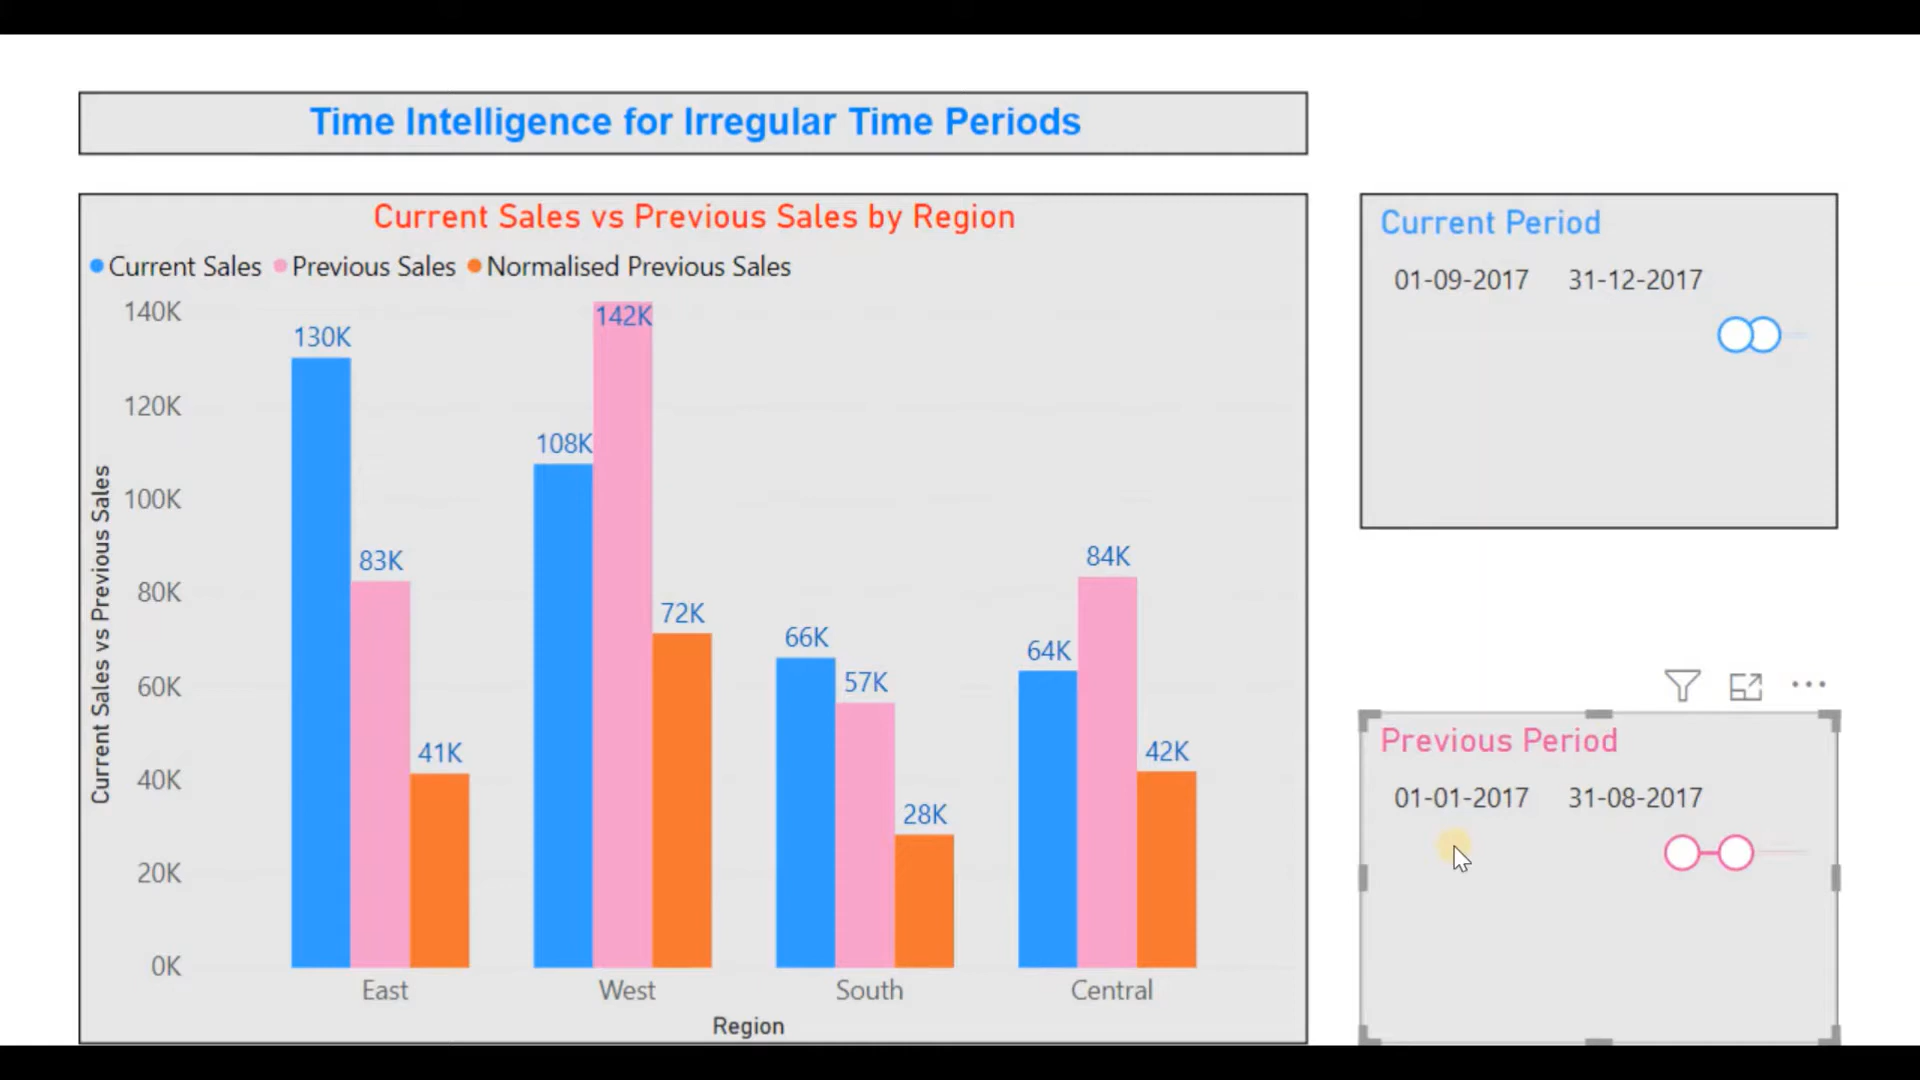 Time Intelligence for Irregular Time Periods
Current Sales vs Previous Sales by Region
Current Sales Previous Sales Normalised Previous Sales
Current Sales vs Previous Sales
140K
120K
100K
80K
60K
40K
20K
0K
130K
83K
41K
108K
142K
72K
66K
57K
28K
64K
84K
42K
East West South Central
Region
Current Period
01-09-2017 31-12-2017
Previous Period
01-01-2017 31-08-2017